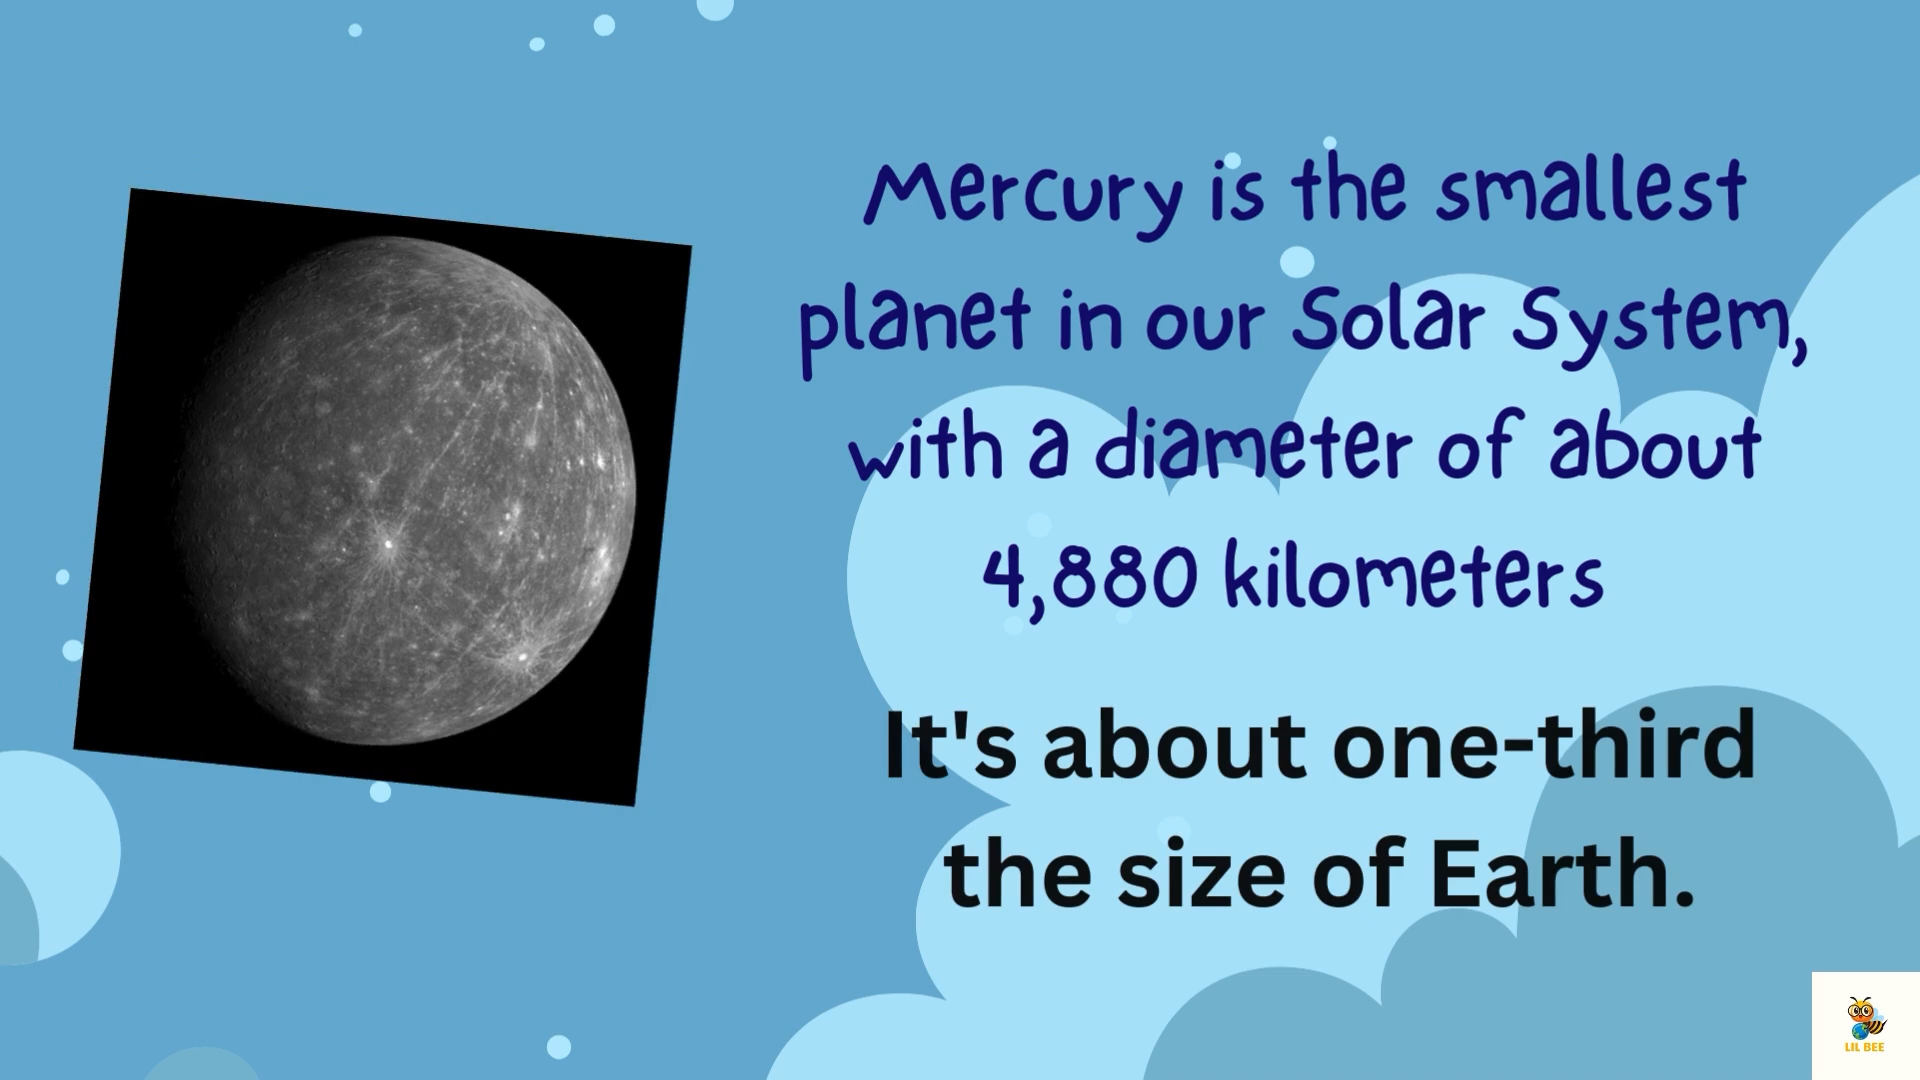 Mercury is the smallest
planet in our Solar System,
with a diameter of about
4,880 kilometers
It's about one-third
the size of Earth.
LIL BEE